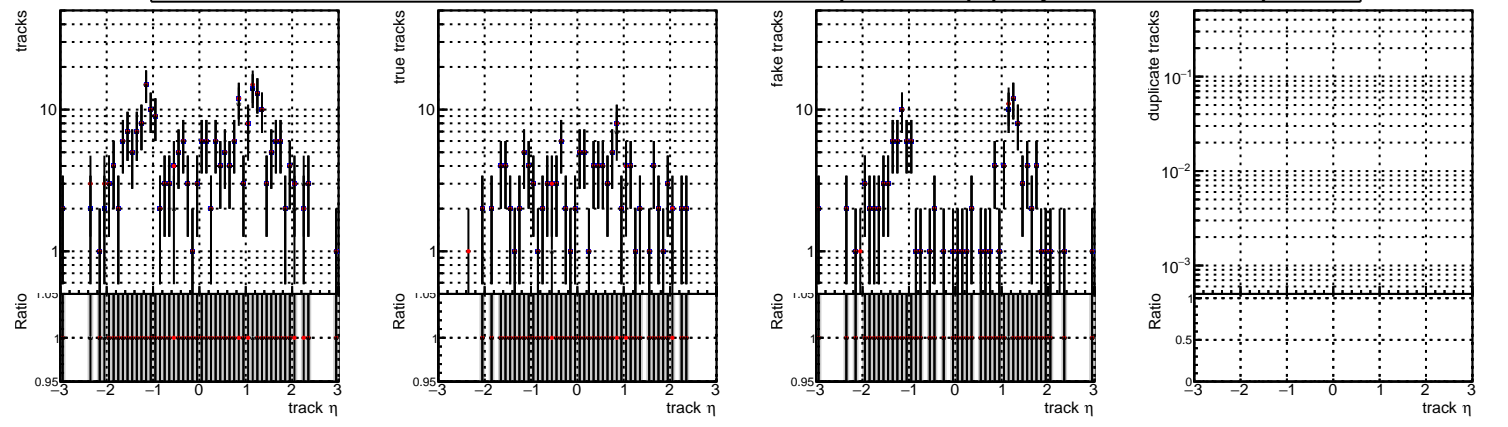 tracks
10
1
Ratio
1.05
1
0.95
−3 −2 −1 0 1 2 3
track η
true tracks
10
1
Ratio
1.05
1
0.95
−3 −2 −1 0 1 2 3
track η
fake tracks
10
1
Ratio
1.05
1
0.95
−3 −2 −1 0 1 2 3
track η
duplicate tracks
10−1
10−2
10−3
Ratio
1
0.5
0
−3 −2 −1 0 1 2 3
track η